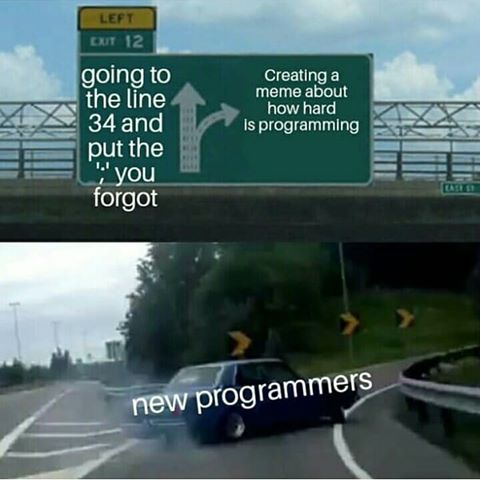 LEFT
EXIT 12
going to
the line
34 and
put the
';' you
forgot
Creating a
meme about
how hard
is programming
new programmers